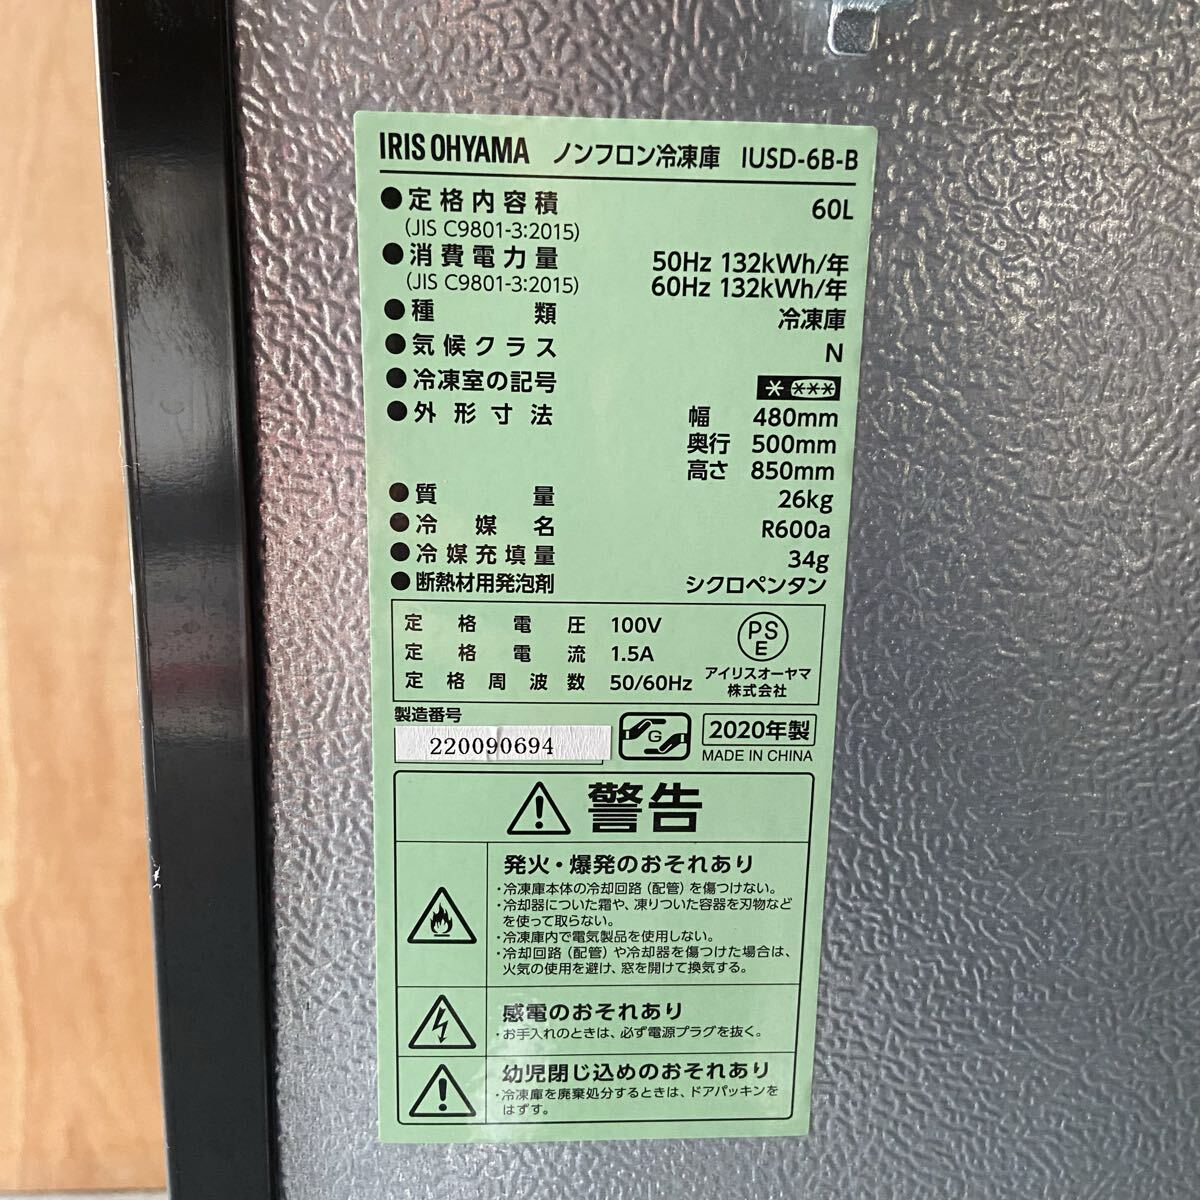 IRIS OHYAMA ノンフロン冷凍庫 IUSD-6B-B
●定格内容積 60L
(JIS C9801-3:2015)
●消費電力量 50Hz 132kWh/年
(JIS C9801-3:2015) 60Hz 132kWh/年
●種類 冷凍庫
●気候クラス N
●冷凍室の記号 * ***
●外形寸法 幅 480mm
奥行 500mm
高さ 850mm
●質量 26kg
●冷媒名 R600a
●冷媒充填量 34g
●断熱材用発泡剤 シクロペンタン
定格電圧 100V
定格電流 1.5A
定格周波数 50/60Hz
PS
E
アイリスオーヤマ
株式会社
製造番号
220090694
G
2020年製
MADE IN CHINA
警告
発火・爆発のおそれあり
・冷凍庫本体の冷却回路（配管）を傷つけない。
・冷却器についた霜や、凍りついた容器を刃物など
を使って取らない。
・冷凍庫内で電気製品を使用しない。
・冷却回路（配管）や冷却器を傷つけた場合は、
火気の使用を避け、窓を開けて換気する。
感電のおそれあり
・お手入れのときは、必ず電源プラグを抜く。
幼児閉じ込めのおそれあり
・冷凍庫を廃棄処分するときは、ドアパッキンを
はずす。